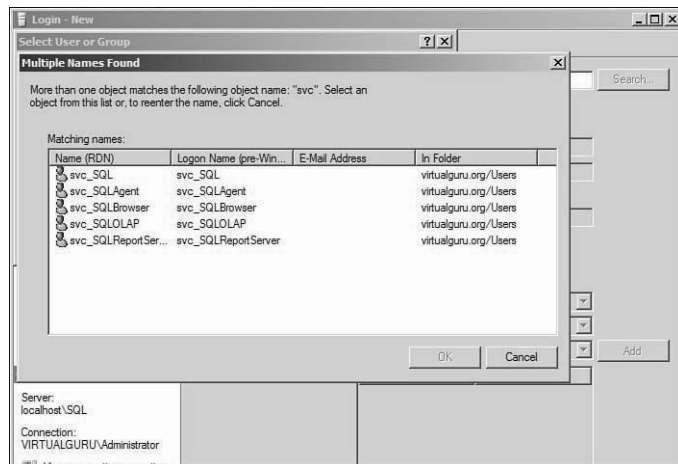 Login - New
Select User or Group
Multiple Names Found
Search...
More than one object matches the following object name: "svc". Select an
object from this list or, to reenter the name, click Cancel.
Matching names:
Name (RDN) Logon Name (pre-Win... E-Mail Address In Folder
svc_SQL svc_SQL virtualguru.org/Users
svc_SQLAgent svc_SQLAgent virtualguru.org/Users
svc_SQLBrowser svc_SQLBrowser virtualguru.org/Users
svc_SQLOLAP svc_SQLOLAP virtualguru.org/Users
svc_SQLReportSer... svc_SQLReportServer virtualguru.org/Users
OK Cancel
Add
Server:
localhost\SQL
Connection:
VIRTUALGURU\Administrator